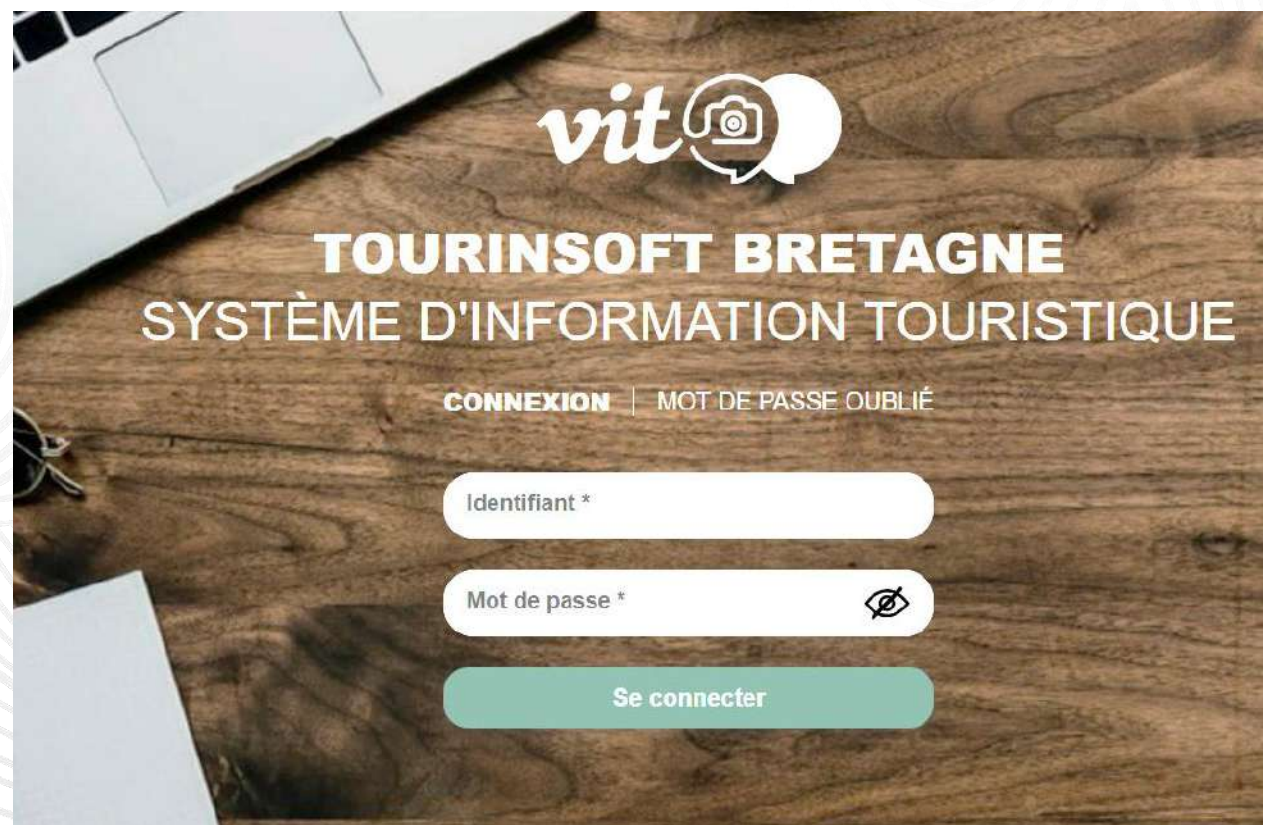 vit
TOURINSOFT BRETAGNE
SYSTÈME D'INFORMATION TOURISTIQUE
CONNEXION | MOT DE PASSE OUBLIÉ
Identifiant *
Mot de passe *
Se connecter